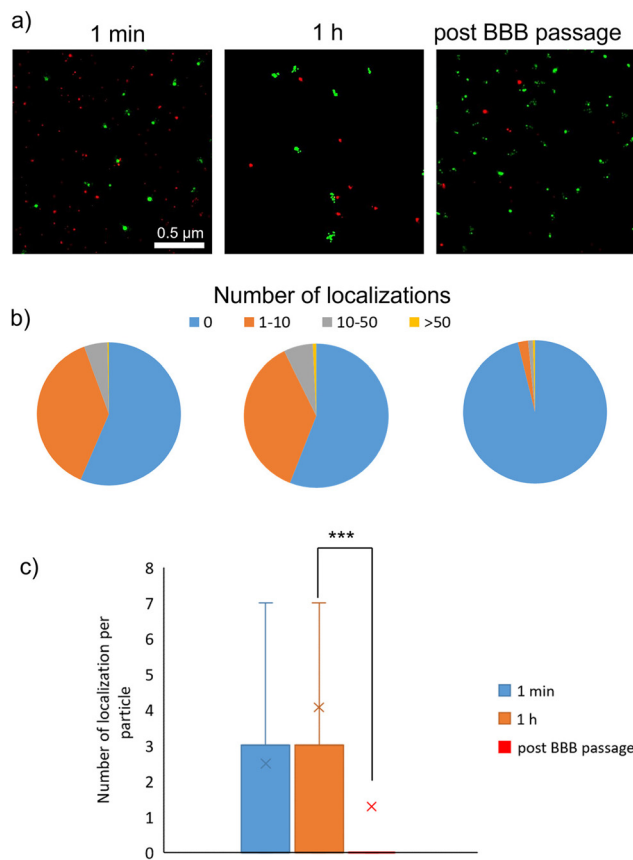 a)
1 min
1 h
post BBB passage
0.5 µm
Number of localizations
b)
0
1-10
10-50
>50
c)
***
Number of localization per
particle
8
7
6
5
4
3
2
1
0
1 min
1 h
post BBB passage